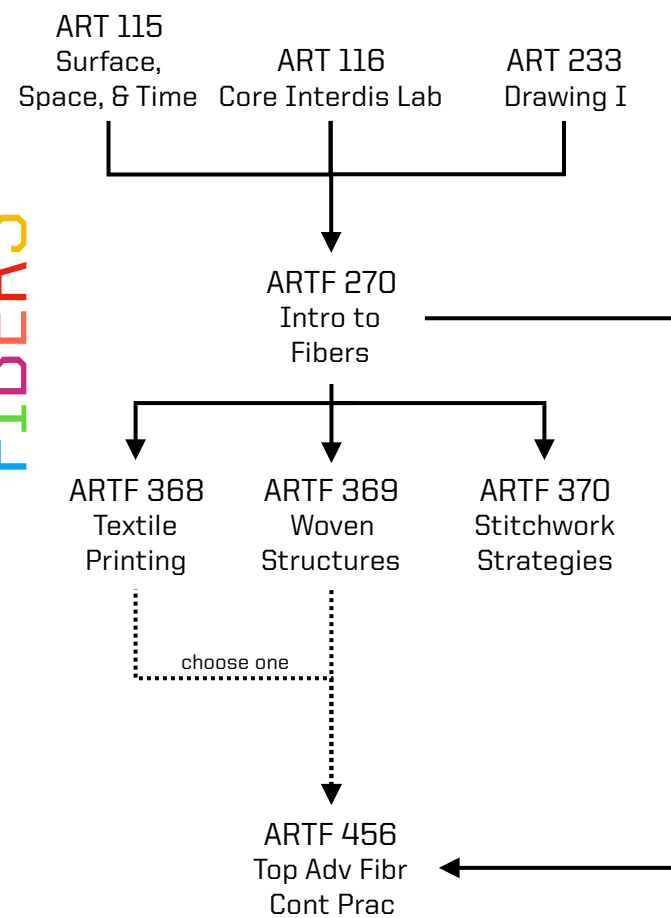 ART 115
Surface,
Space, & Time
ART 116
Core Interdis Lab
ART 233
Drawing I
FIBERS
ARTF 270
Intro to
Fibers
ARTF 368
Textile
Printing
ARTF 369
Woven
Structures
ARTF 370
Stitchwork
Strategies
choose one
ARTF 456
Top Adv Fibr
Cont Prac